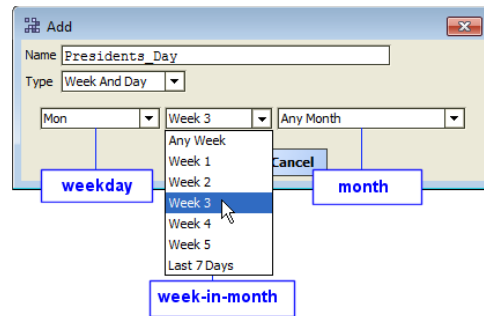 Add
Name Presidents_Day
Type Week And Day
Mon Week 3 Any Month
Any Week
Week 1 Cancel
weekday Week 2 month
Week 3
Week 4
Week 5
Last 7 Days
week-in-month